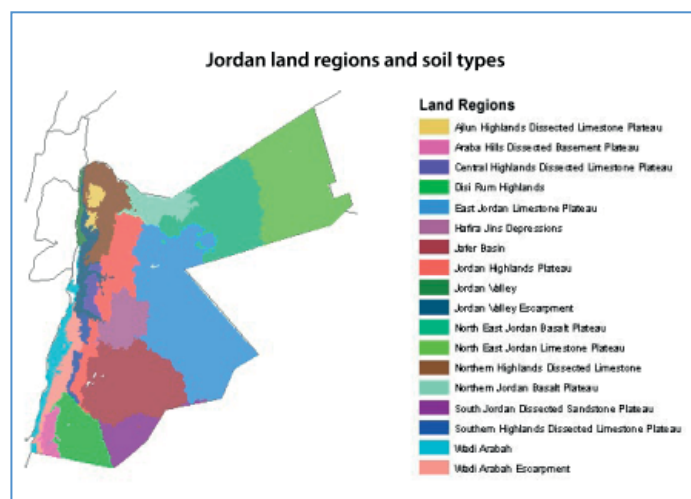 Jordan land regions and soil types
Land Regions
Ajlun Highlands Dissected Limestone Plateau
Araba Hills Dissected Basement Plateau
Central Highlands Dissected Limestone Plateau
Disi Rum Highlands
East Jordan Limestone Plateau
Hafira Jins Depressions
Jafer Basin
Jordan Highlands Plateau
Jordan Valley
Jordan Valley Escarpment
North East Jordan Basalt Plateau
North East Jordan Limestone Plateau
Northern Highlands Dissected Limestone
Northern Jordan Basalt Plateau
South Jordan Dissected Sandstone Plateau
Southern Highlands Dissected Limestone Plateau
Wadi Arabah
Wadi Arabah Escarpment